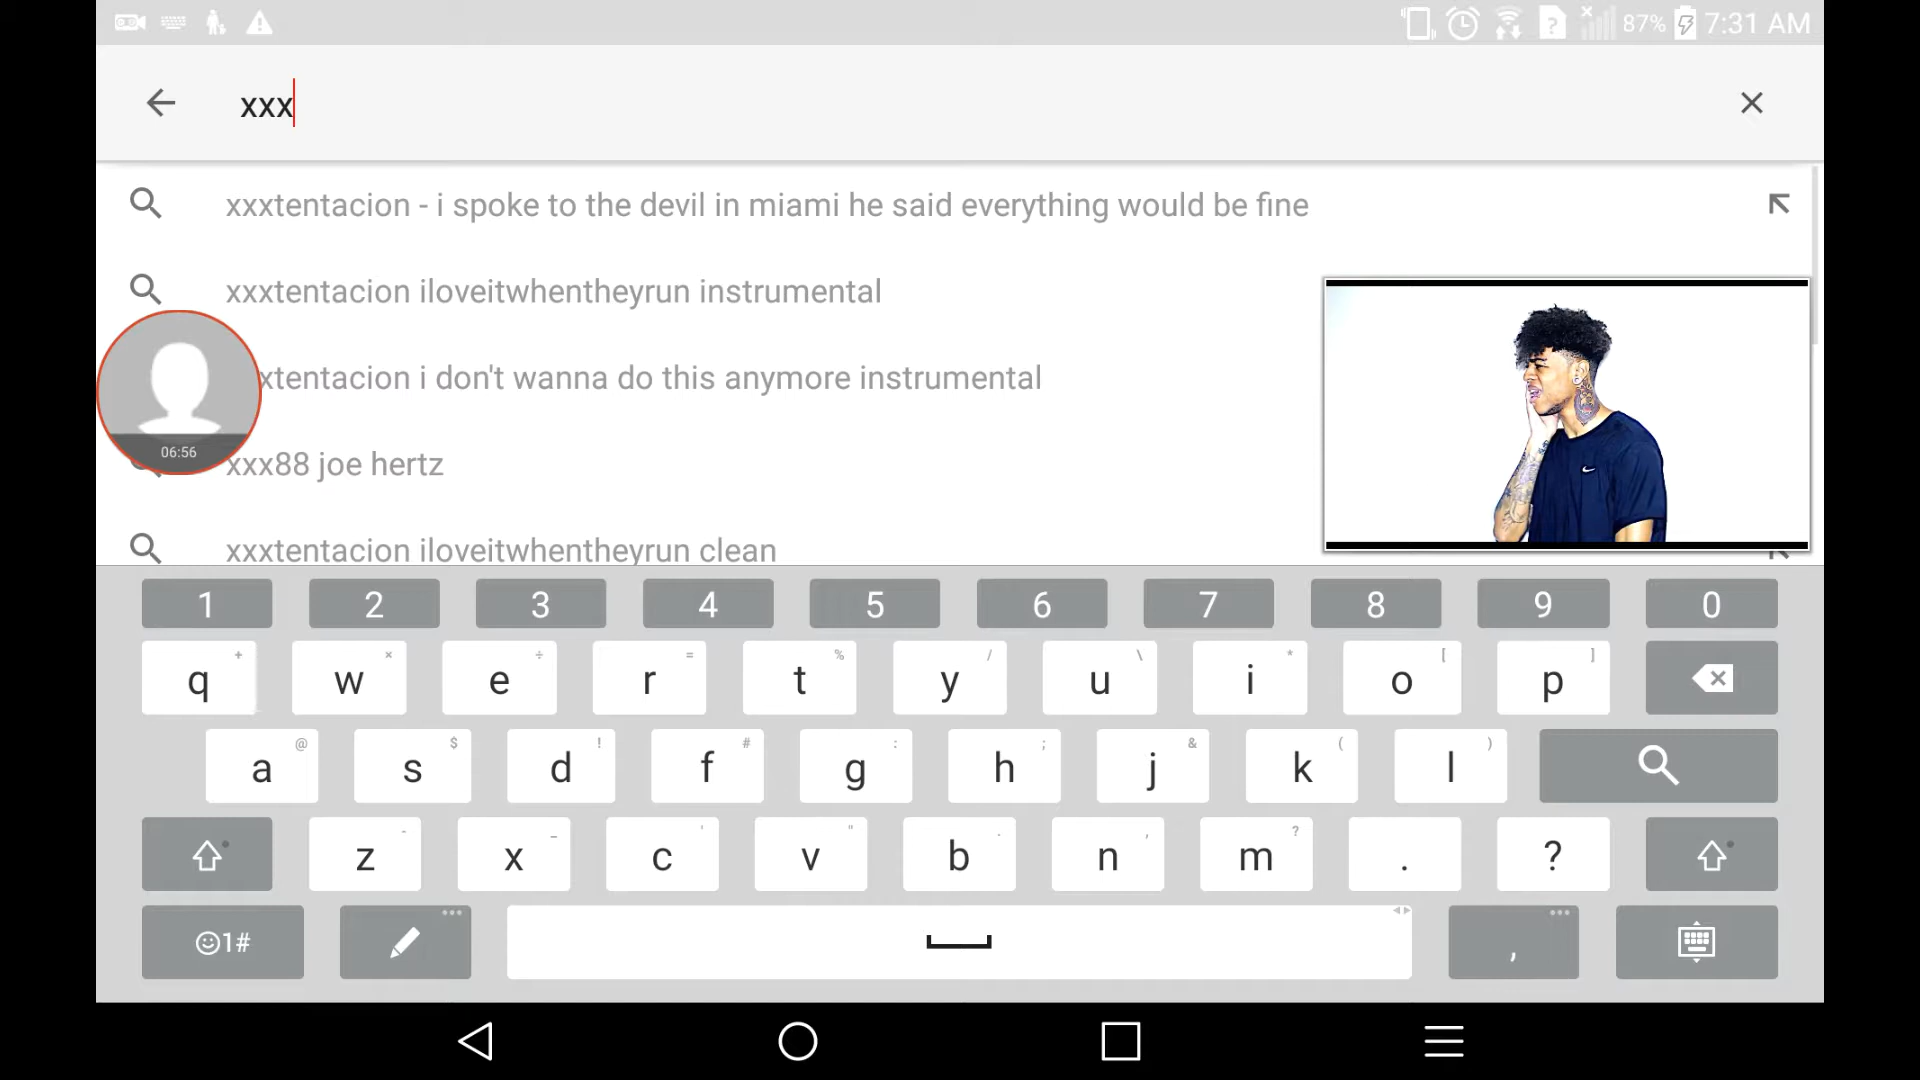 87% 7:31 AM
xxx
xxxtentacion - i spoke to the devil in miami he said everything would be fine
xxxtentacion iloveitwhentheyrun instrumental
xtentacion i don't wanna do this anymore instrumental
06:56
xxx88 joe hertz
xxxtentacion iloveitwhentheyrun clean
1 2 3 4 5 6 7 8 9 0
+ × ÷ = % / \ * [ ]
q w e r t y u i o p
@ $ ! # : ; & ( )
a s d f g h j k l
- _ ' " . , ?
z x c v b n m . ?
1# ,